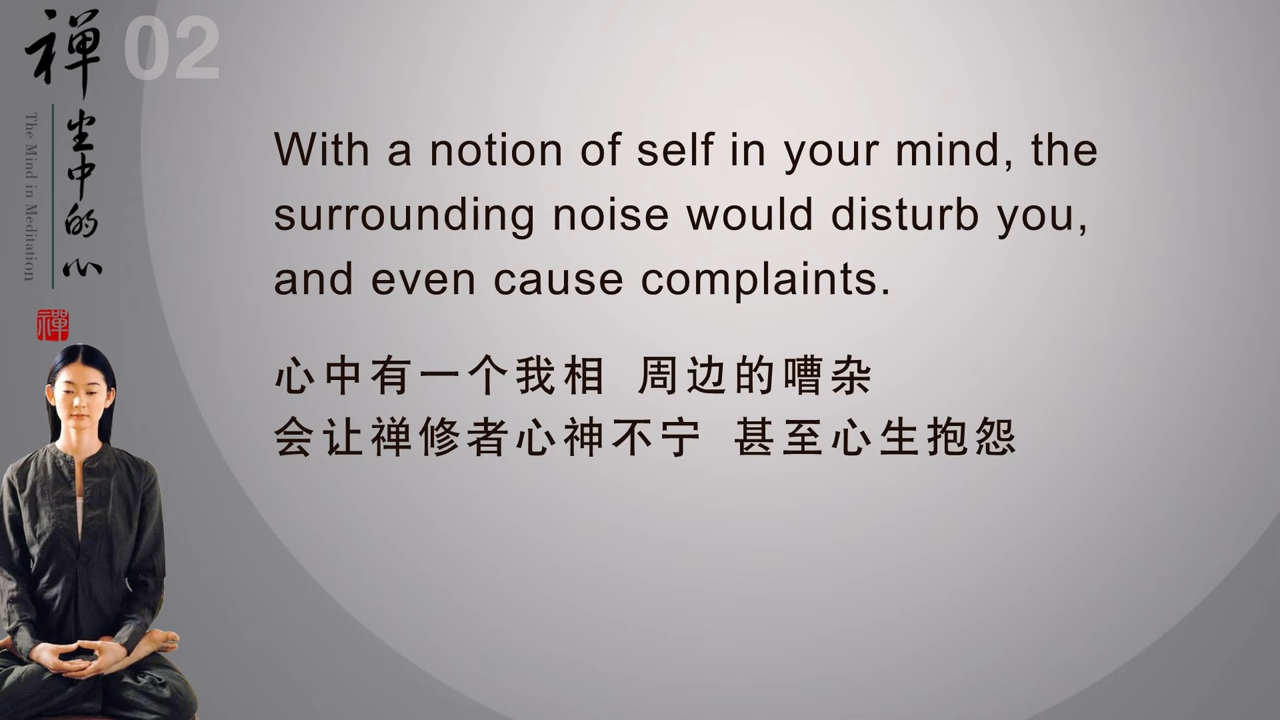 禅
02
坐中的心
The Mind in Meditation
禪
With a notion of self in your mind, the
surrounding noise would disturb you,
and even cause complaints.
心中有一个我相 周边的嘈杂
会让禅修者心神不宁 甚至心生抱怨